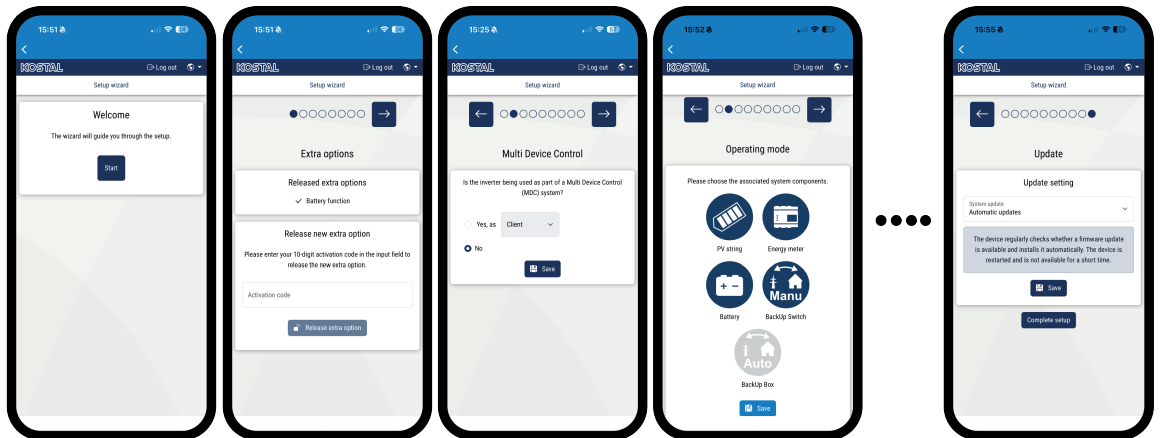 15:51
54
KOSTAL
Log out
Setup wizard
Welcome
The wizard will guide you through the setup.
Start
15:51
54
KOSTAL
Log out
Setup wizard
Extra options
Released extra options
Battery function
Release new extra option
Please enter your 10-digit activation code in the input field to
release the new extra option.
Activation code
Release extra option
15:25
KOSTAL
Log out
Setup wizard
Multi Device Control
Is the inverter being used as part of a Multi Device Control
(MDC) system?
Yes, as
Client
No
Save
15:52
KOSTAL
Log out
Setup wizard
Operating mode
Please choose the associated system components.
PV string
Energy meter
+ -
Manu
Battery
BackUp Switch
Auto
BackUp Box
Save
15:55
KOSTAL
Log out
Setup wizard
Update
Update setting
System update
Automatic updates
The device regularly checks whether a firmware update
is available and installs it automatically. The device is
restarted and is not available for a short time.
Save
Complete setup